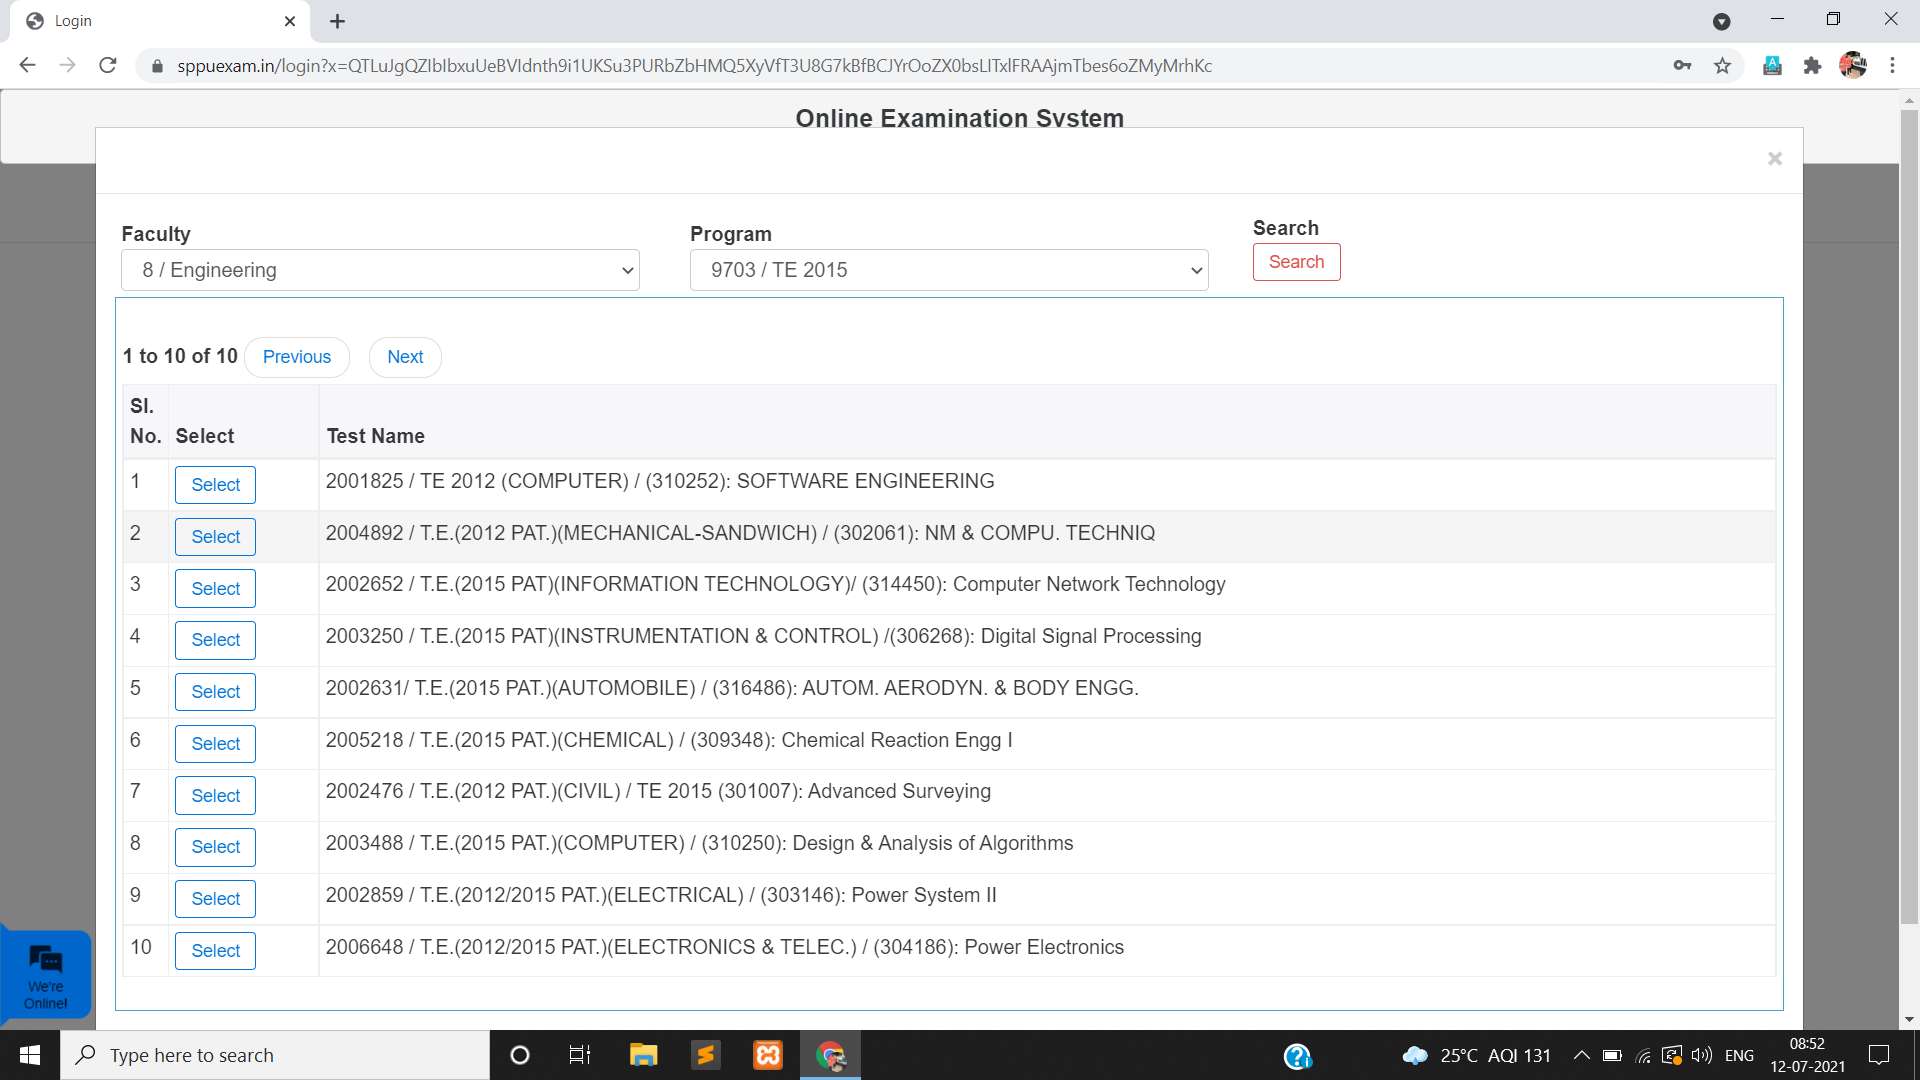 Login
sppuexam.in/login?x=QTLuJgQZIbIbxuUeBVIdnth9i1UKSu3PURbZbHMQ5XyVfT3U8G7kBfBCJYrOoZX0bsLITxlFRAAjmTbes6oZMyMrhKc
Online Examination System
Faculty
Program
Search
8 / Engineering
9703 / TE 2015
Search
1 to 10 of 10 Previous Next
Sl. No. Select Test Name
1 Select 2001825 / TE 2012 (COMPUTER) / (310252): SOFTWARE ENGINEERING
2 Select 2004892 / T.E.(2012 PAT.)(MECHANICAL-SANDWICH) / (302061): NM & COMPU. TECHNIQ
3 Select 2002652 / T.E.(2015 PAT)(INFORMATION TECHNOLOGY)/ (314450): Computer Network Technology
4 Select 2003250 / T.E.(2015 PAT)(INSTRUMENTATION & CONTROL) /(306268): Digital Signal Processing
5 Select 2002631/ T.E.(2015 PAT.)(AUTOMOBILE) / (316486): AUTOM. AERODYN. & BODY ENGG.
6 Select 2005218 / T.E.(2015 PAT.)(CHEMICAL) / (309348): Chemical Reaction Engg I
7 Select 2002476 / T.E.(2012 PAT.)(CIVIL) / TE 2015 (301007): Advanced Surveying
8 Select 2003488 / T.E.(2015 PAT.)(COMPUTER) / (310250): Design & Analysis of Algorithms
9 Select 2002859 / T.E.(2012/2015 PAT.)(ELECTRICAL) / (303146): Power System II
10 Select 2006648 / T.E.(2012/2015 PAT.)(ELECTRONICS & TELEC.) / (304186): Power Electronics
We're
Online!
Type here to search
25°C AQI 131
ENG
08:52
12-07-2021